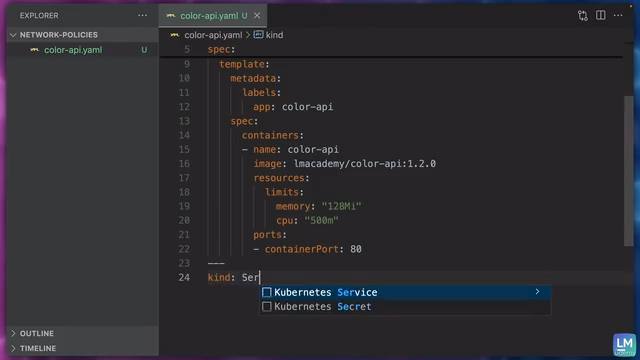 EXPLORER
···
NETWORK-POLICIES
color-api.yaml U
color-api.yaml U ×
···
color-api.yaml > kind
5 spec:
9 template:
10 metadata:
11 labels:
12 app: color-api
13 spec:
14 containers:
15 - name: color-api
16 image: lmacademy/color-api:1.2.0
17 resources:
18 limits:
19 memory: "128Mi"
20 cpu: "500m"
21 ports:
22 - containerPort: 80
23 ---
24 kind: Ser
Kubernetes Service
Kubernetes Secret
OUTLINE
TIMELINE
LM